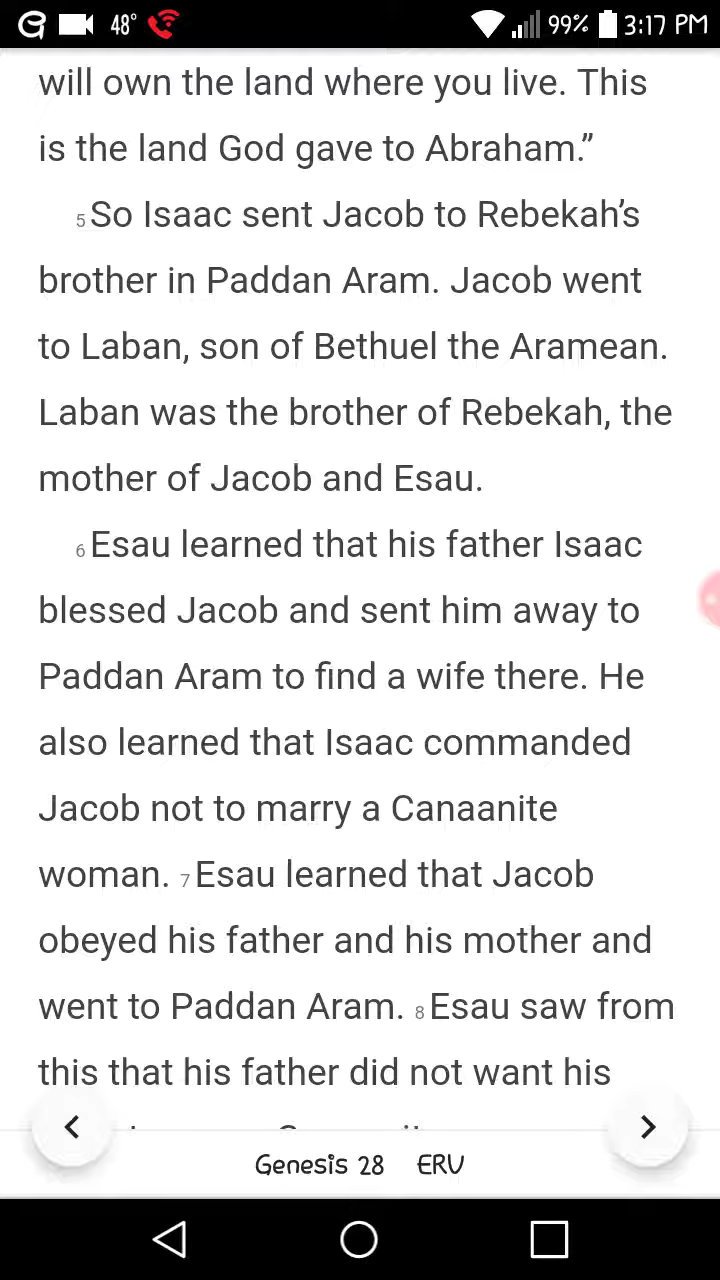 48° 99% 3:17 PM
will own the land where you live. This
is the land God gave to Abraham.”
5 So Isaac sent Jacob to Rebekah’s
brother in Paddan Aram. Jacob went
to Laban, son of Bethuel the Aramean.
Laban was the brother of Rebekah, the
mother of Jacob and Esau.
6 Esau learned that his father Isaac
blessed Jacob and sent him away to
Paddan Aram to find a wife there. He
also learned that Isaac commanded
Jacob not to marry a Canaanite
woman. 7 Esau learned that Jacob
obeyed his father and his mother and
went to Paddan Aram. 8 Esau saw from
this that his father did not want his
Genesis 28 ERV